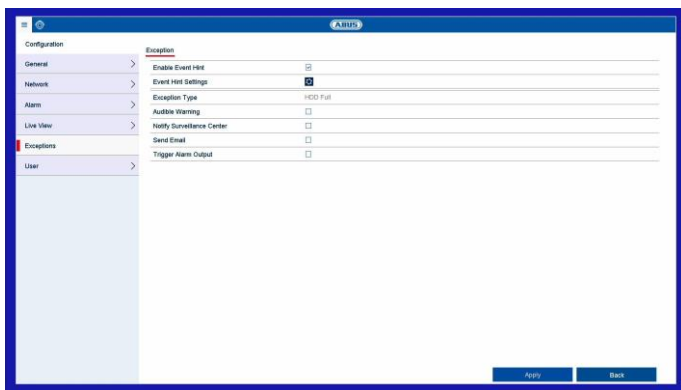 ABUS
Configuration
Exception
General
Network
Alarm
Live View
Exceptions
User
Enable Event Hint
Event Hint Settings
Exception Type HDD Full
Audible Warning
Notify Surveillance Center
Send Email
Trigger Alarm Output
Apply Back